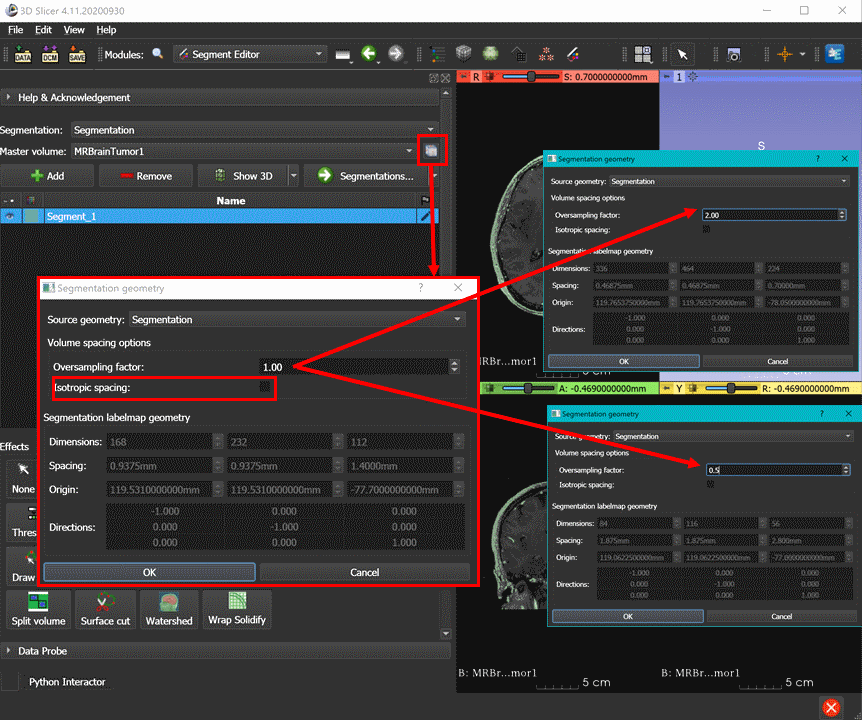 3D Slicer 4.11.20200930
File Edit View Help
DATA DCM SAVE Modules: Segment Editor
R S: 0.7000000000mm 1
Help & Acknowledgement
Segmentation: Segmentation
Master volume: MRBrainTumor1
Add Remove Show 3D Segmentations...
Name
Segment_1
S
Segmentation geometry ?
Source geometry: Segmentation
Volume spacing options
Oversampling factor: 2.00
Isotropic spacing:
Segmentation labelmap geometry
Dimensions: 336 464 224
Spacing: 0.46875mm 0.46875mm 0.70000mm
Origin: 119.7653750mm 119.7653750mm -78.0500000mm
Directions:
-1.000 0.000 0.000
0.000 -1.000 0.000
0.000 0.000 1.000
OK Cancel
RBr...mor1
5 cm
Segmentation geometry ?
Source geometry: Segmentation
Volume spacing options
Oversampling factor: 1.00
Isotropic spacing:
Segmentation labelmap geometry
Dimensions: 168 232 112
Spacing: 0.9375mm 0.9375mm 1.4000mm
Origin: 119.5310000000mm 119.5310000000mm -77.7000000000mm
Directions:
-1.000 0.000 0.000
0.000 -1.000 0.000
0.000 0.000 1.000
OK Cancel
A: -0.4690000000mm Y R: -0.4690000000mm
Segmentation geometry ?
Source geometry: Segmentation
Volume spacing options
Oversampling factor: 0.5
Isotropic spacing:
Segmentation labelmap geometry
Dimensions: 84 116 56
Spacing: 1.875mm 1.875mm 2.800mm
Directions:
-1.000 0.000 0.000
0.000 -1.000 0.000
0.000 0.000 1.000
OK Cancel
Effects
None
Thres
Draw
Split volume Surface cut Watershed Wrap Solidify
Data Probe
Python Interactor
B: MRBr...mor1 5 cm
B: MRBr...mor1 5 cm